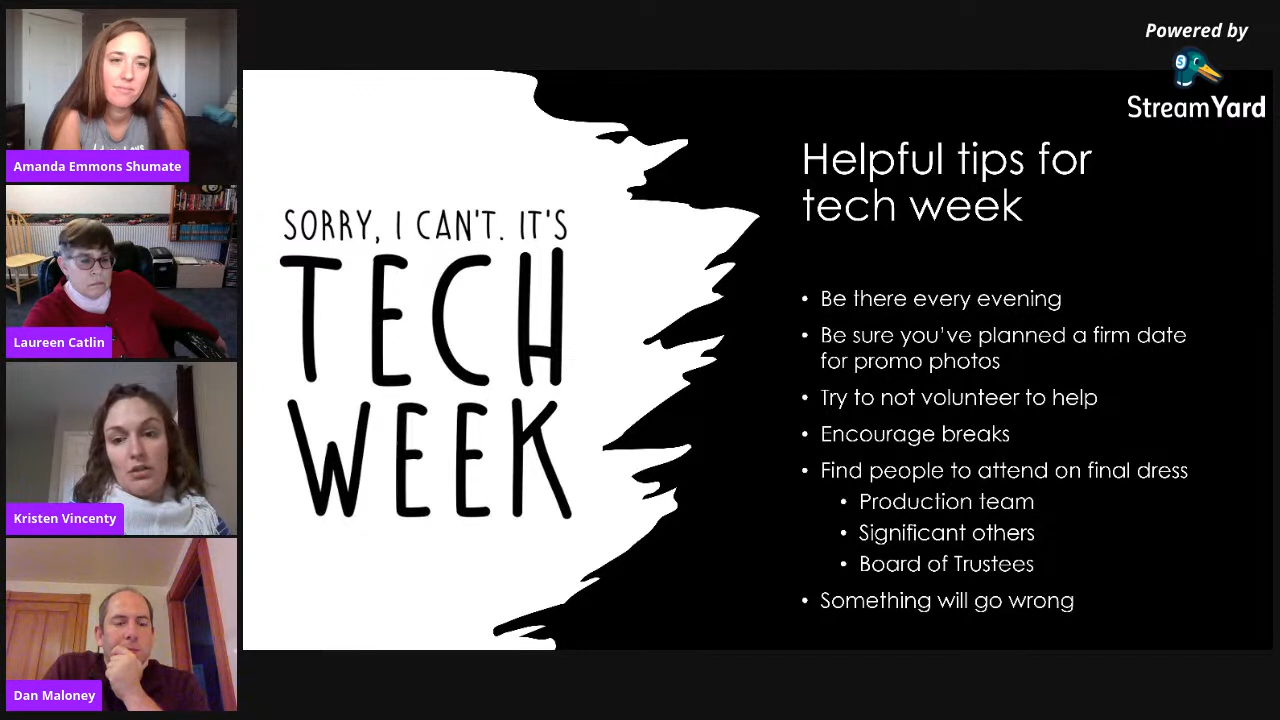 Powered by
StreamYard
Amanda Emmons Shumate
Laureen Catlin
Kristen Vincenty
Dan Maloney
SORRY, I CAN'T. IT'S
TECH
WEEK
Helpful tips for
tech week
• Be there every evening
• Be sure you’ve planned a firm date
for promo photos
• Try to not volunteer to help
• Encourage breaks
• Find people to attend on final dress
• Production team
• Significant others
• Board of Trustees
• Something will go wrong